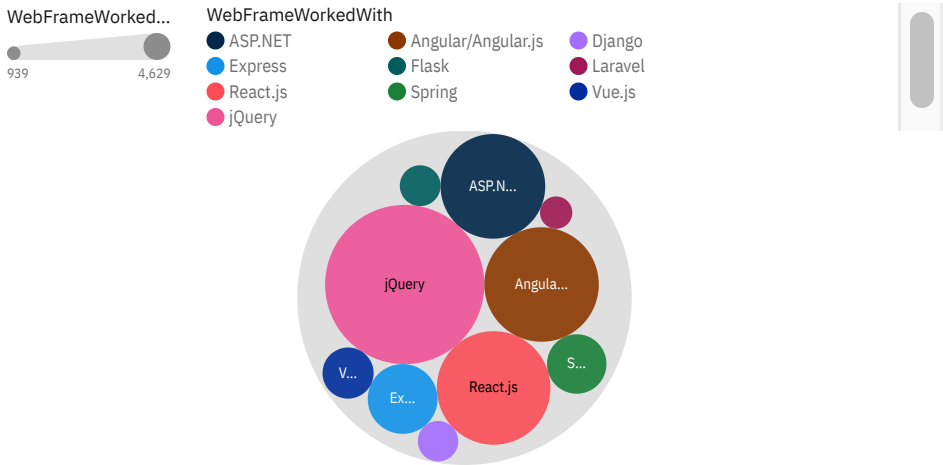 WebFrameWorked...
939 4,629
WebFrameWorkedWith
ASP.NET Angular/Angular.js Django
Express Flask Laravel
React.js Spring Vue.js
jQuery
ASP.N...
jQuery Angula...
S...
V... React.js
Ex...